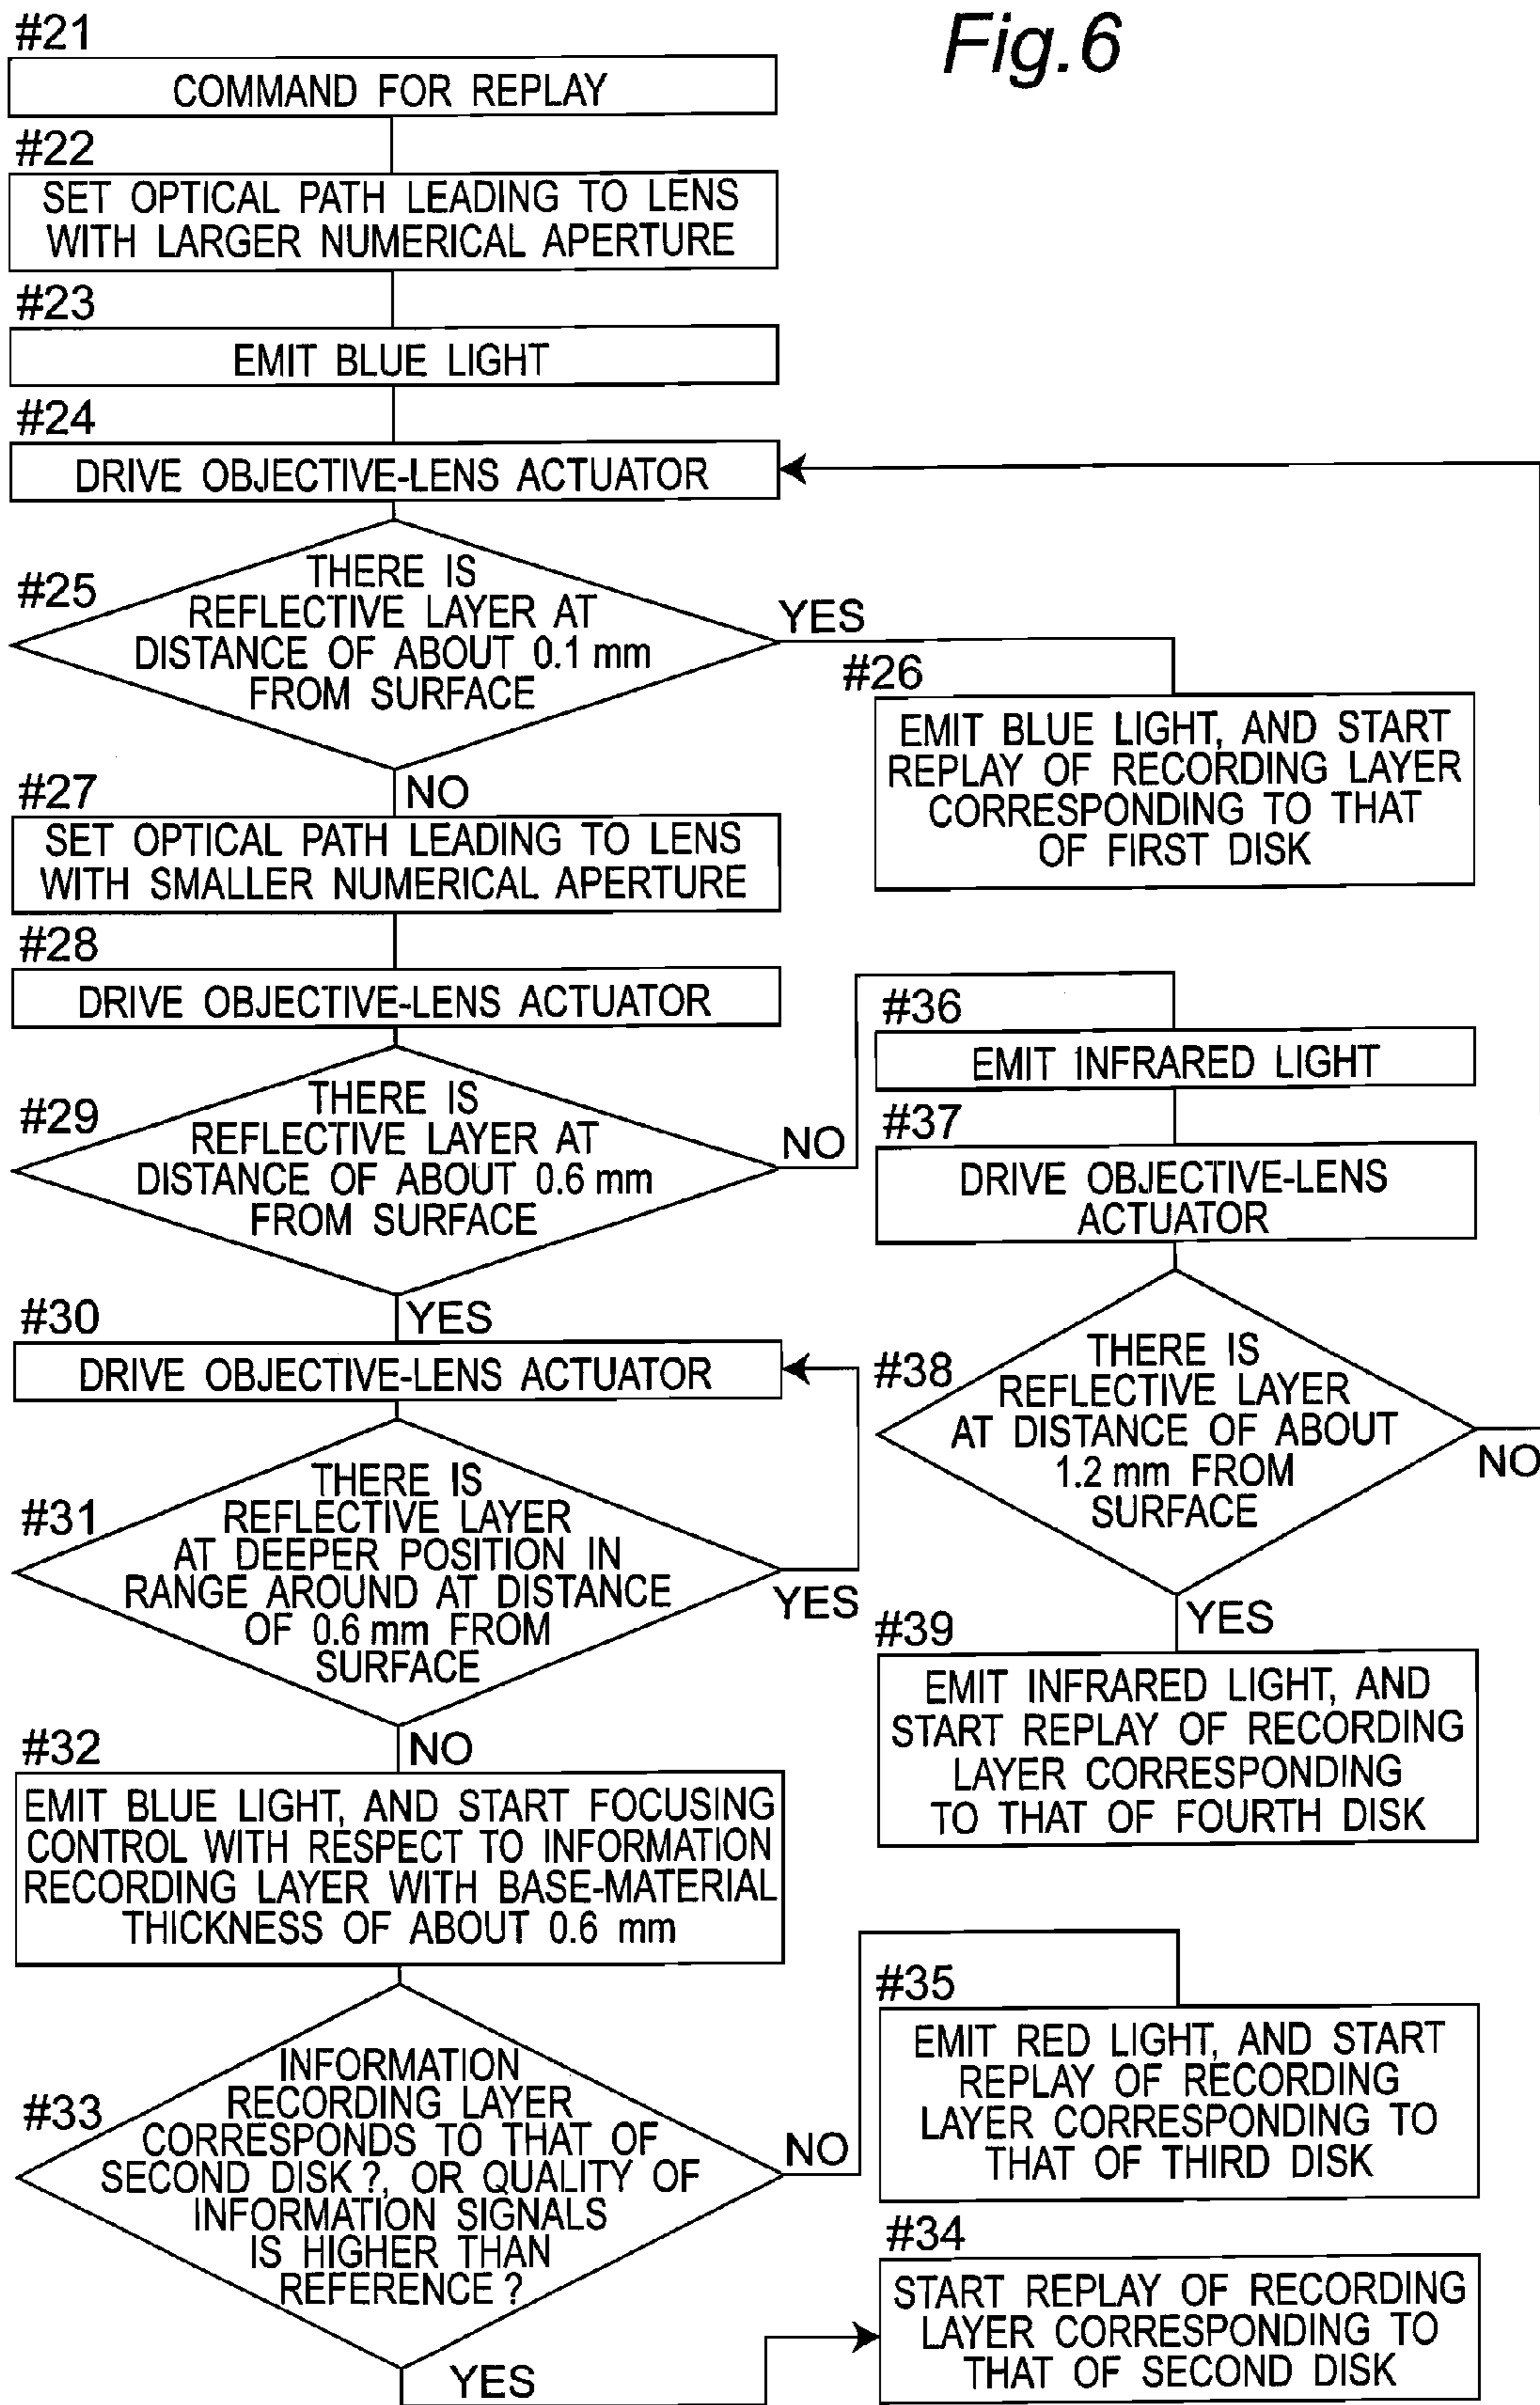 Fig.6
#21
COMMAND FOR REPLAY
#22
SET OPTICAL PATH LEADING TO LENS
WITH LARGER NUMERICAL APERTURE
#23
EMIT BLUE LIGHT
#24
DRIVE OBJECTIVE-LENS ACTUATOR
#25
THERE IS
REFLECTIVE LAYER AT
DISTANCE OF ABOUT 0.1 mm
FROM SURFACE
YES
#26
EMIT BLUE LIGHT, AND START
REPLAY OF RECORDING LAYER
CORRESPONDING TO THAT
OF FIRST DISK
NO
#27
SET OPTICAL PATH LEADING TO LENS
WITH SMALLER NUMERICAL APERTURE
#28
DRIVE OBJECTIVE-LENS ACTUATOR
#29
THERE IS
REFLECTIVE LAYER AT
DISTANCE OF ABOUT 0.6 mm
FROM SURFACE
NO
YES
#30
DRIVE OBJECTIVE-LENS ACTUATOR
#31
THERE IS
REFLECTIVE LAYER
AT DEEPER POSITION IN
RANGE AROUND AT DISTANCE
OF 0.6 mm FROM
SURFACE
YES
NO
#32
EMIT BLUE LIGHT, AND START FOCUSING
CONTROL WITH RESPECT TO INFORMATION
RECORDING LAYER WITH BASE-MATERIAL
THICKNESS OF ABOUT 0.6 mm
#33
INFORMATION
RECORDING LAYER
CORRESPONDS TO THAT OF
SECOND DISK ?, OR QUALITY OF
INFORMATION SIGNALS
IS HIGHER THAN
REFERENCE ?
NO
YES
#36
EMIT INFRARED LIGHT
#37
DRIVE OBJECTIVE-LENS
ACTUATOR
#38
THERE IS
REFLECTIVE LAYER
AT DISTANCE OF ABOUT
1.2 mm FROM
SURFACE
NO
YES
#39
EMIT INFRARED LIGHT, AND
START REPLAY OF RECORDING
LAYER CORRESPONDING
TO THAT OF FOURTH DISK
#35
EMIT RED LIGHT, AND START
REPLAY OF RECORDING
LAYER CORRESPONDING TO
THAT OF THIRD DISK
#34
START REPLAY OF RECORDING
LAYER CORRESPONDING TO
THAT OF SECOND DISK